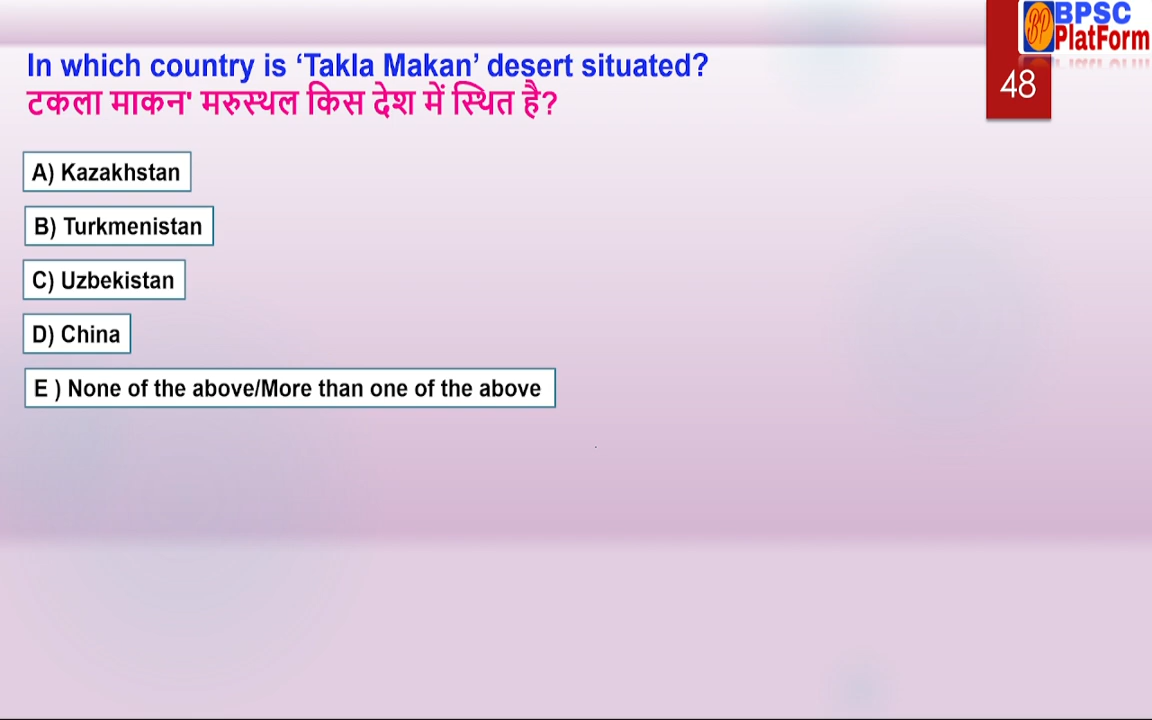 BPSC
BP
PlatForm
In which country is ‘Takla Makan’ desert situated?
48
टकला माकन' मरुस्थल किस देश में स्थित है?
A) Kazakhstan
B) Turkmenistan
C) Uzbekistan
D) China
E ) None of the above/More than one of the above